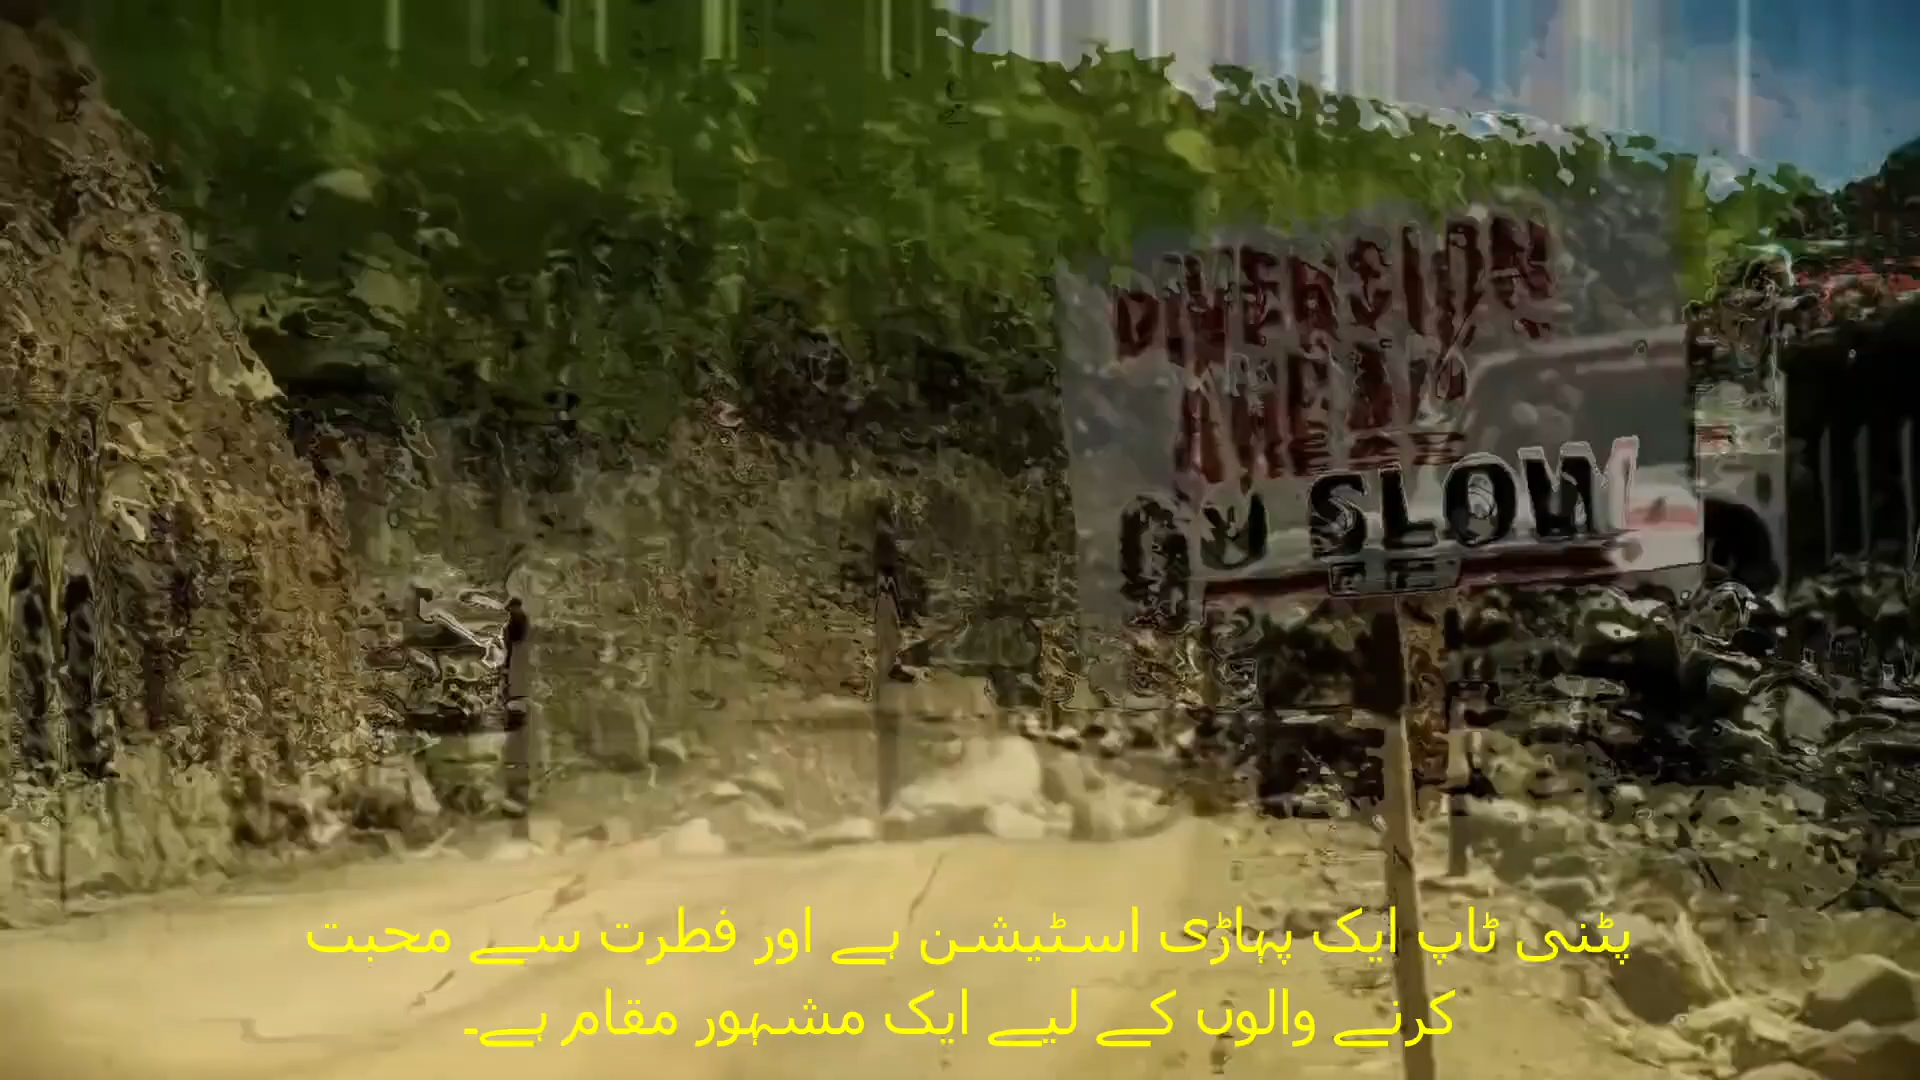 DIVERSION
AHEAD
GO SLOW
پٹنی ٹاپ ایک پہاڑی اسٹیشن ہے اور فطرت سے محبت
کرنے والوں کے لیے ایک مشہور مقام ہے۔